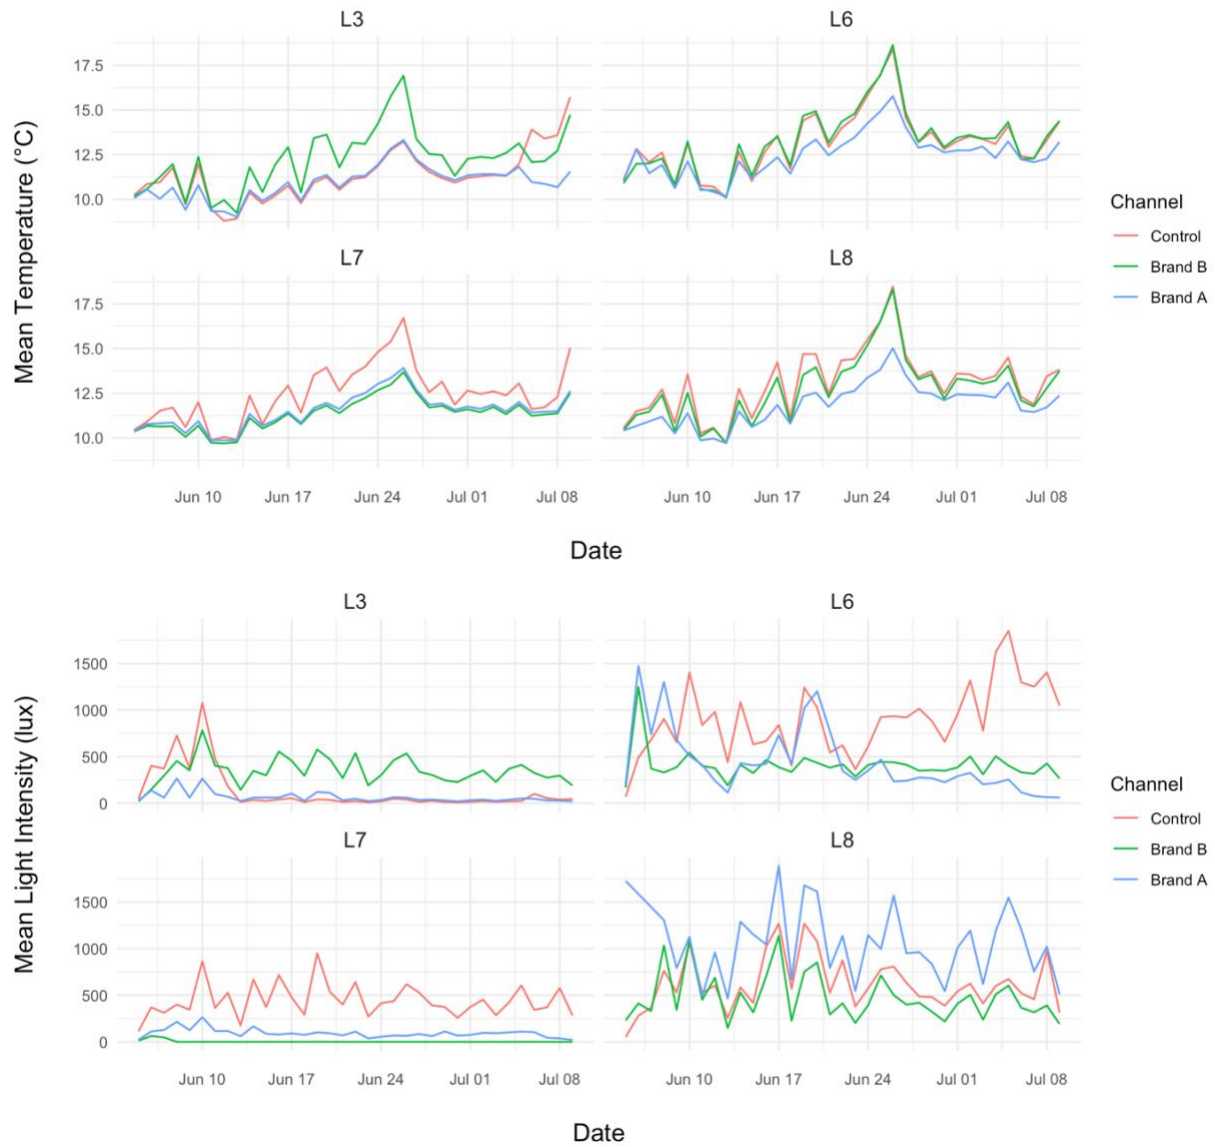 L3 L6
17.5
15.0
12.5
10.0
L7 L8
17.5
15.0
12.5
10.0
Mean Temperature (°C)
Jun 10 Jun 17 Jun 24 Jul 01 Jul 08 Jun 10 Jun 17 Jun 24 Jul 01 Jul 08
Date
Channel
Control
Brand B
Brand A
L3 L6
1500
1000
500
0
L7 L8
1500
1000
500
0
Mean Light Intensity (lux)
Jun 10 Jun 17 Jun 24 Jul 01 Jul 08 Jun 10 Jun 17 Jun 24 Jul 01 Jul 08
Date
Channel
Control
Brand B
Brand A